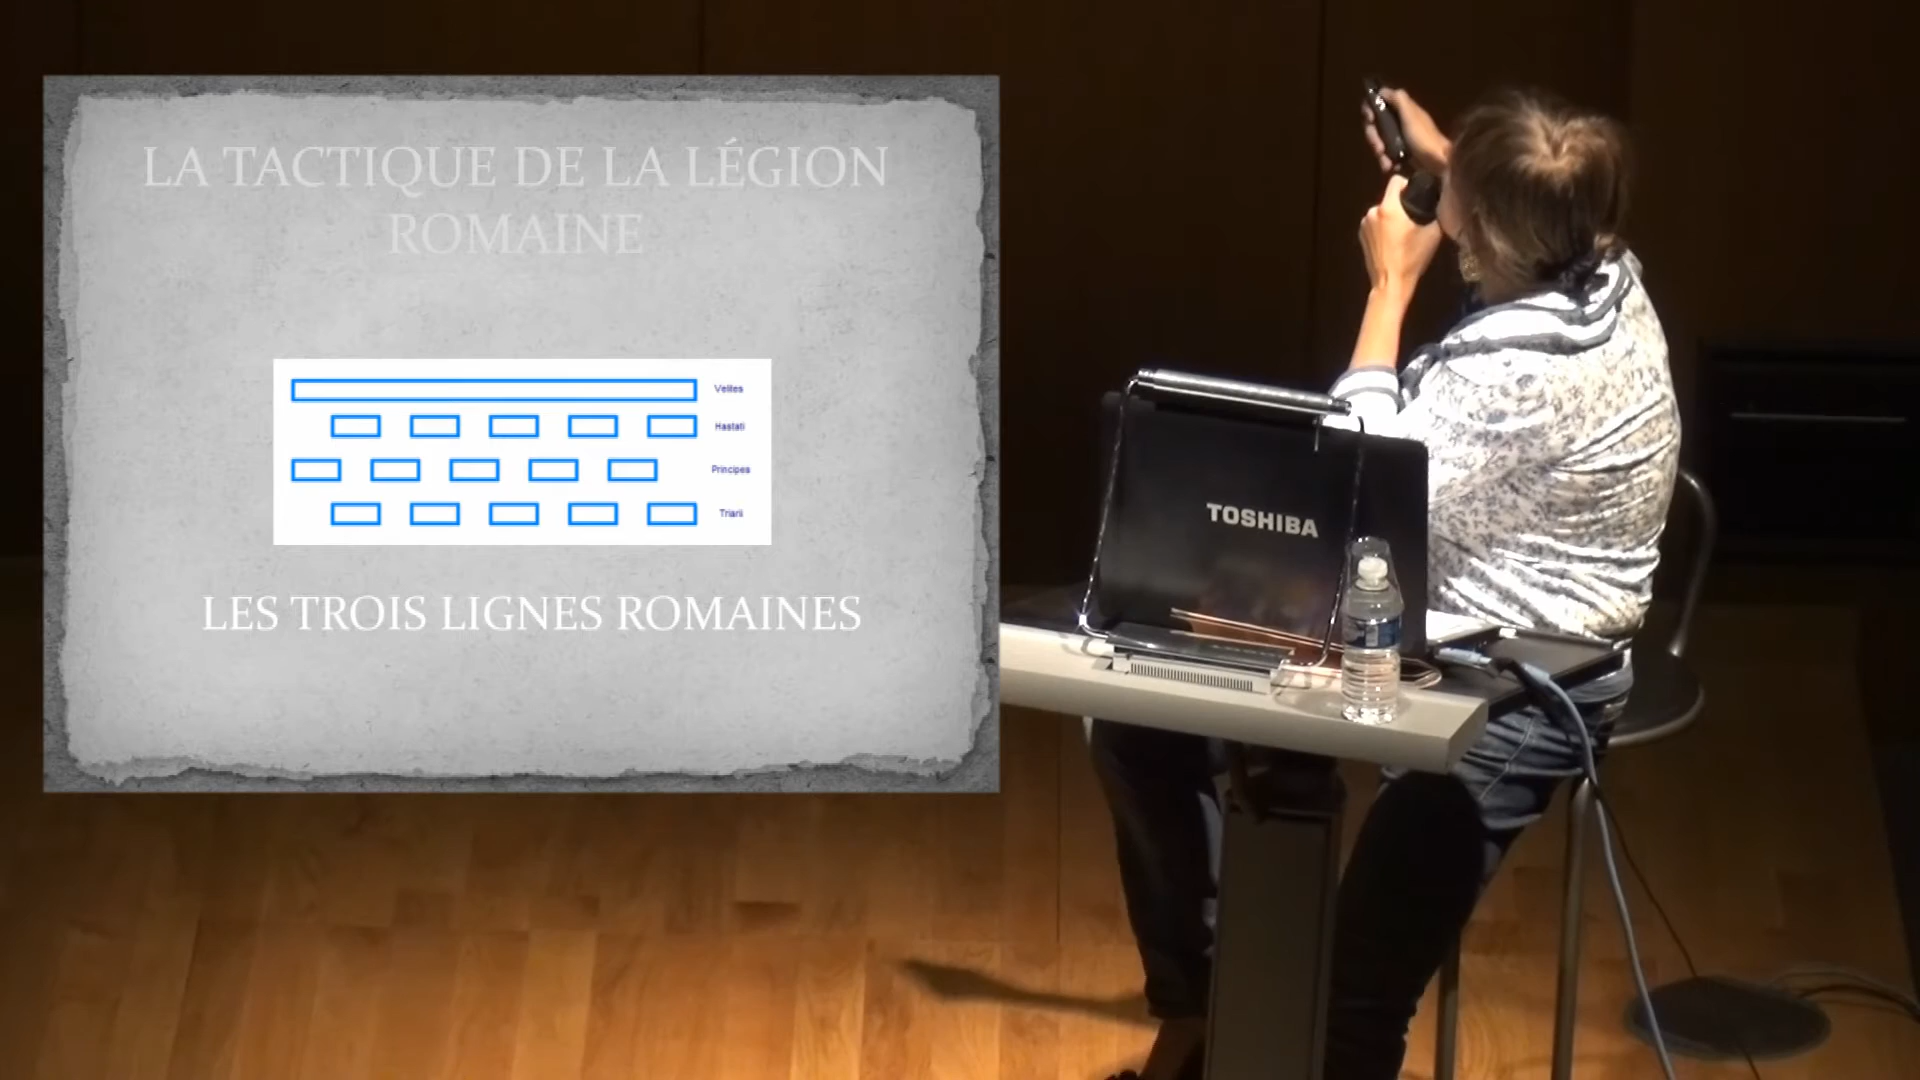 LA TACTIQUE DE LA LÉGION
ROMAINE
Velites
Hastati
Principes
Triarii
LES TROIS LIGNES ROMAINES
TOSHIBA